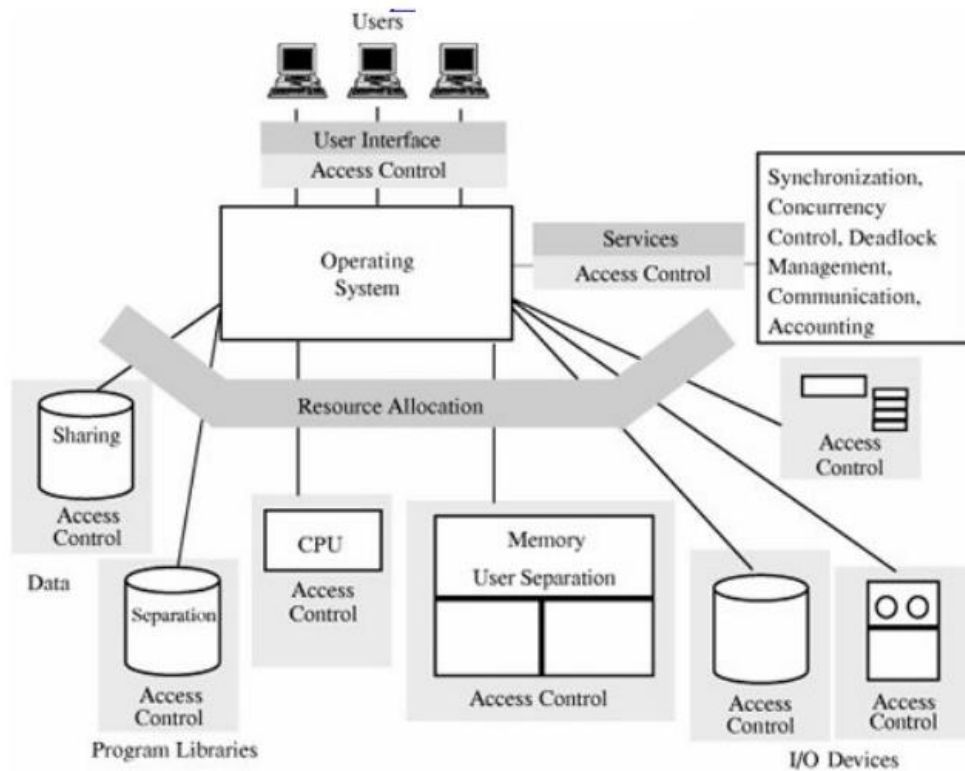 Users
User Interface
Access Control
Operating
System
Services
Access Control
Synchronization,
Concurrency
Control, Deadlock
Management,
Communication,
Accounting
Resource Allocation
Sharing
Access
Control
Data
Separation
Access
Control
Program Libraries
CPU
Access
Control
Memory
User Separation
Access Control
Access
Control
Access
Control
Access
Control
I/O Devices